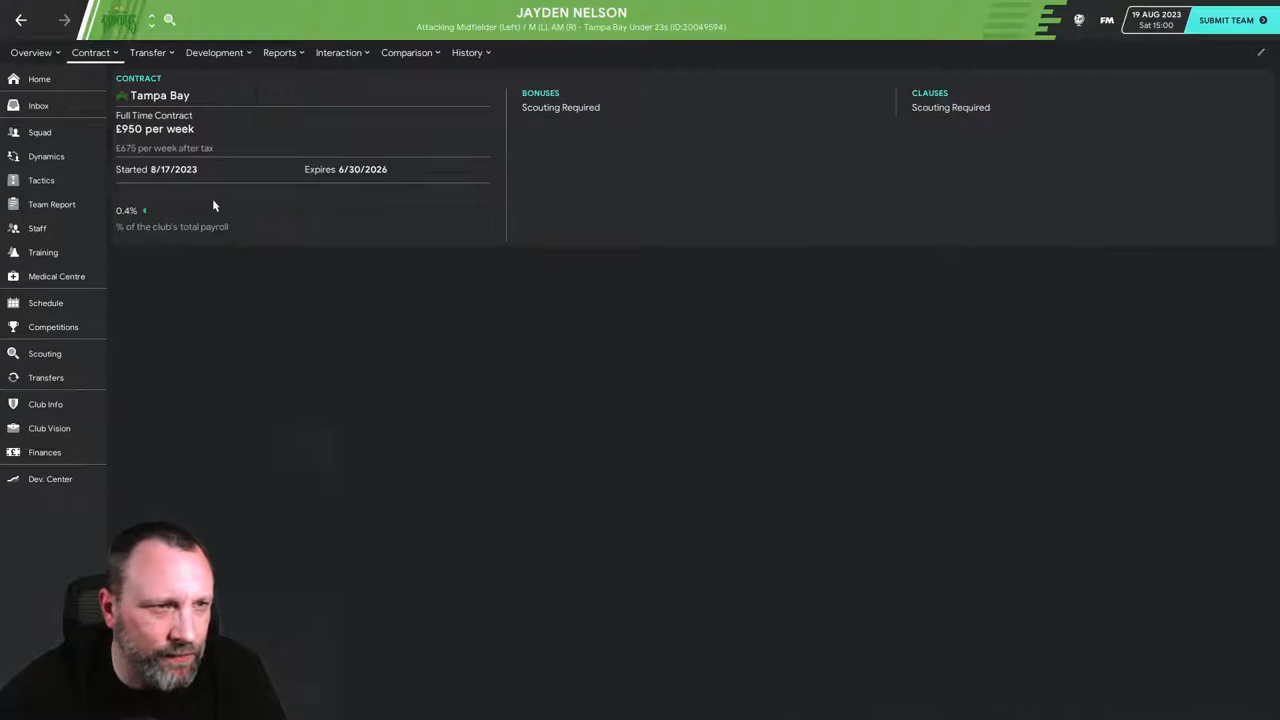 JAYDEN NELSON
Attacking Midfielder (Left) / M (L), AM (R) - Tampa Bay Under 23s (ID:20049594)
FM
19 AUG 2023
Sat 15:00
SUBMIT TEAM
Overview
Contract
Transfer
Development
Reports
Interaction
Comparison
History
Home
Inbox
Squad
Dynamics
Tactics
Team Report
Staff
Training
Medical Centre
Schedule
Competitions
Scouting
Transfers
Club Info
Club Vision
Finances
Dev. Center
CONTRACT
Tampa Bay
Full Time Contract
£950 per week
£675 per week after tax
Started 8/17/2023
Expires 6/30/2026
0.4%
% of the club's total payroll
BONUSES
Scouting Required
CLAUSES
Scouting Required